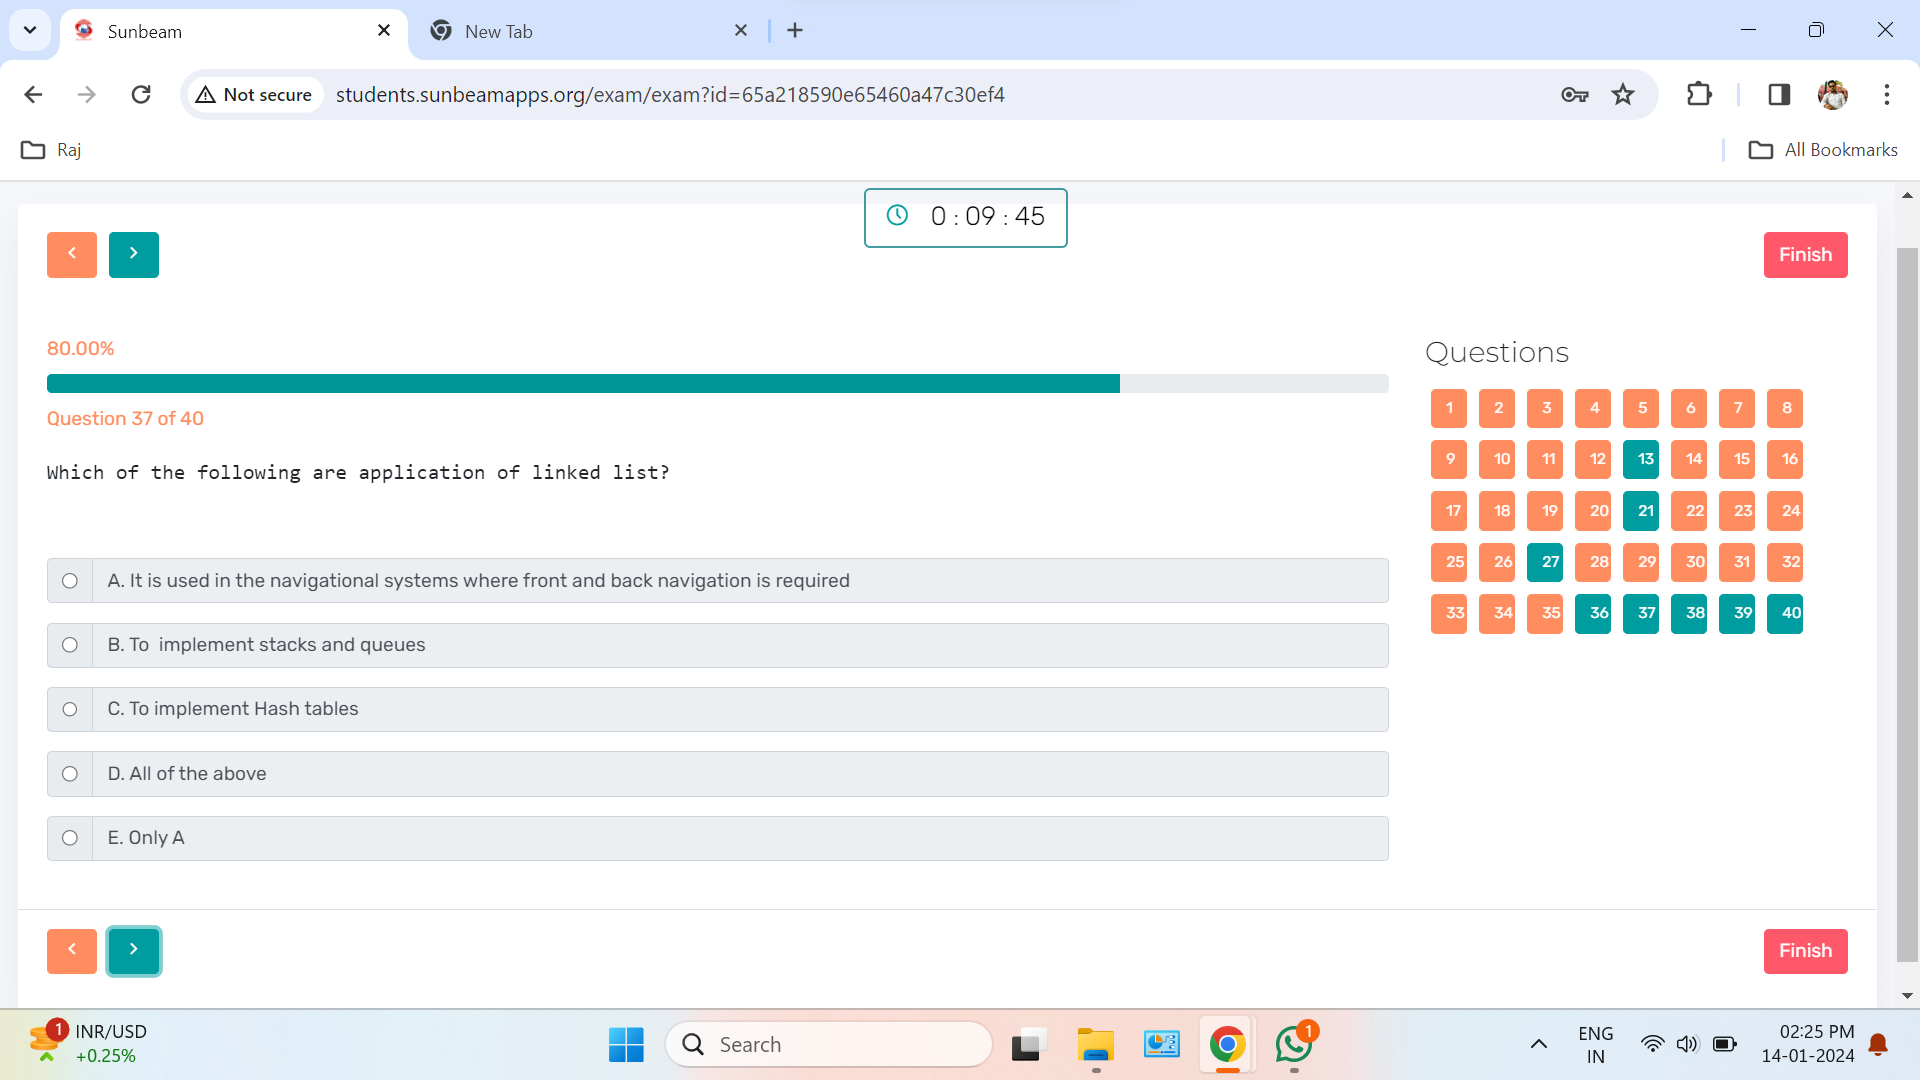 Sunbeam
New Tab
Not secure
students.sunbeamapps.org/exam/exam?id=65a218590e65460a47c30ef4
Raj
All Bookmarks
0 : 09 : 45
Finish
80.00%
Question 37 of 40
Which of the following are application of linked list?
A. It is used in the navigational systems where front and back navigation is required
B. To  implement stacks and queues
C. To implement Hash tables
D. All of the above
E. Only A
Questions
1 2 3 4 5 6 7 8
9 10 11 12 13 14 15 16
17 18 19 20 21 22 23 24
25 26 27 28 29 30 31 32
33 34 35 36 37 38 39 40
Finish
1
INR/USD
+0.25%
Search
1
ENG
IN
02:25 PM
14-01-2024